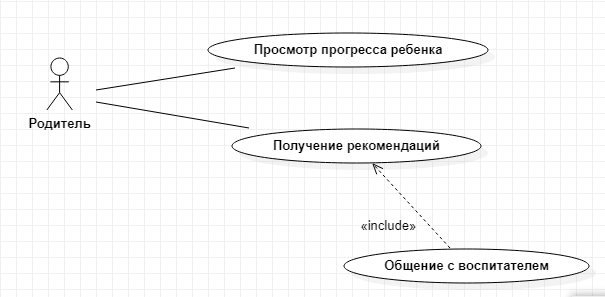 Просмотр прогресса ребенка
Родитель
Получение рекомендаций
«include»
Общение с воспитателем